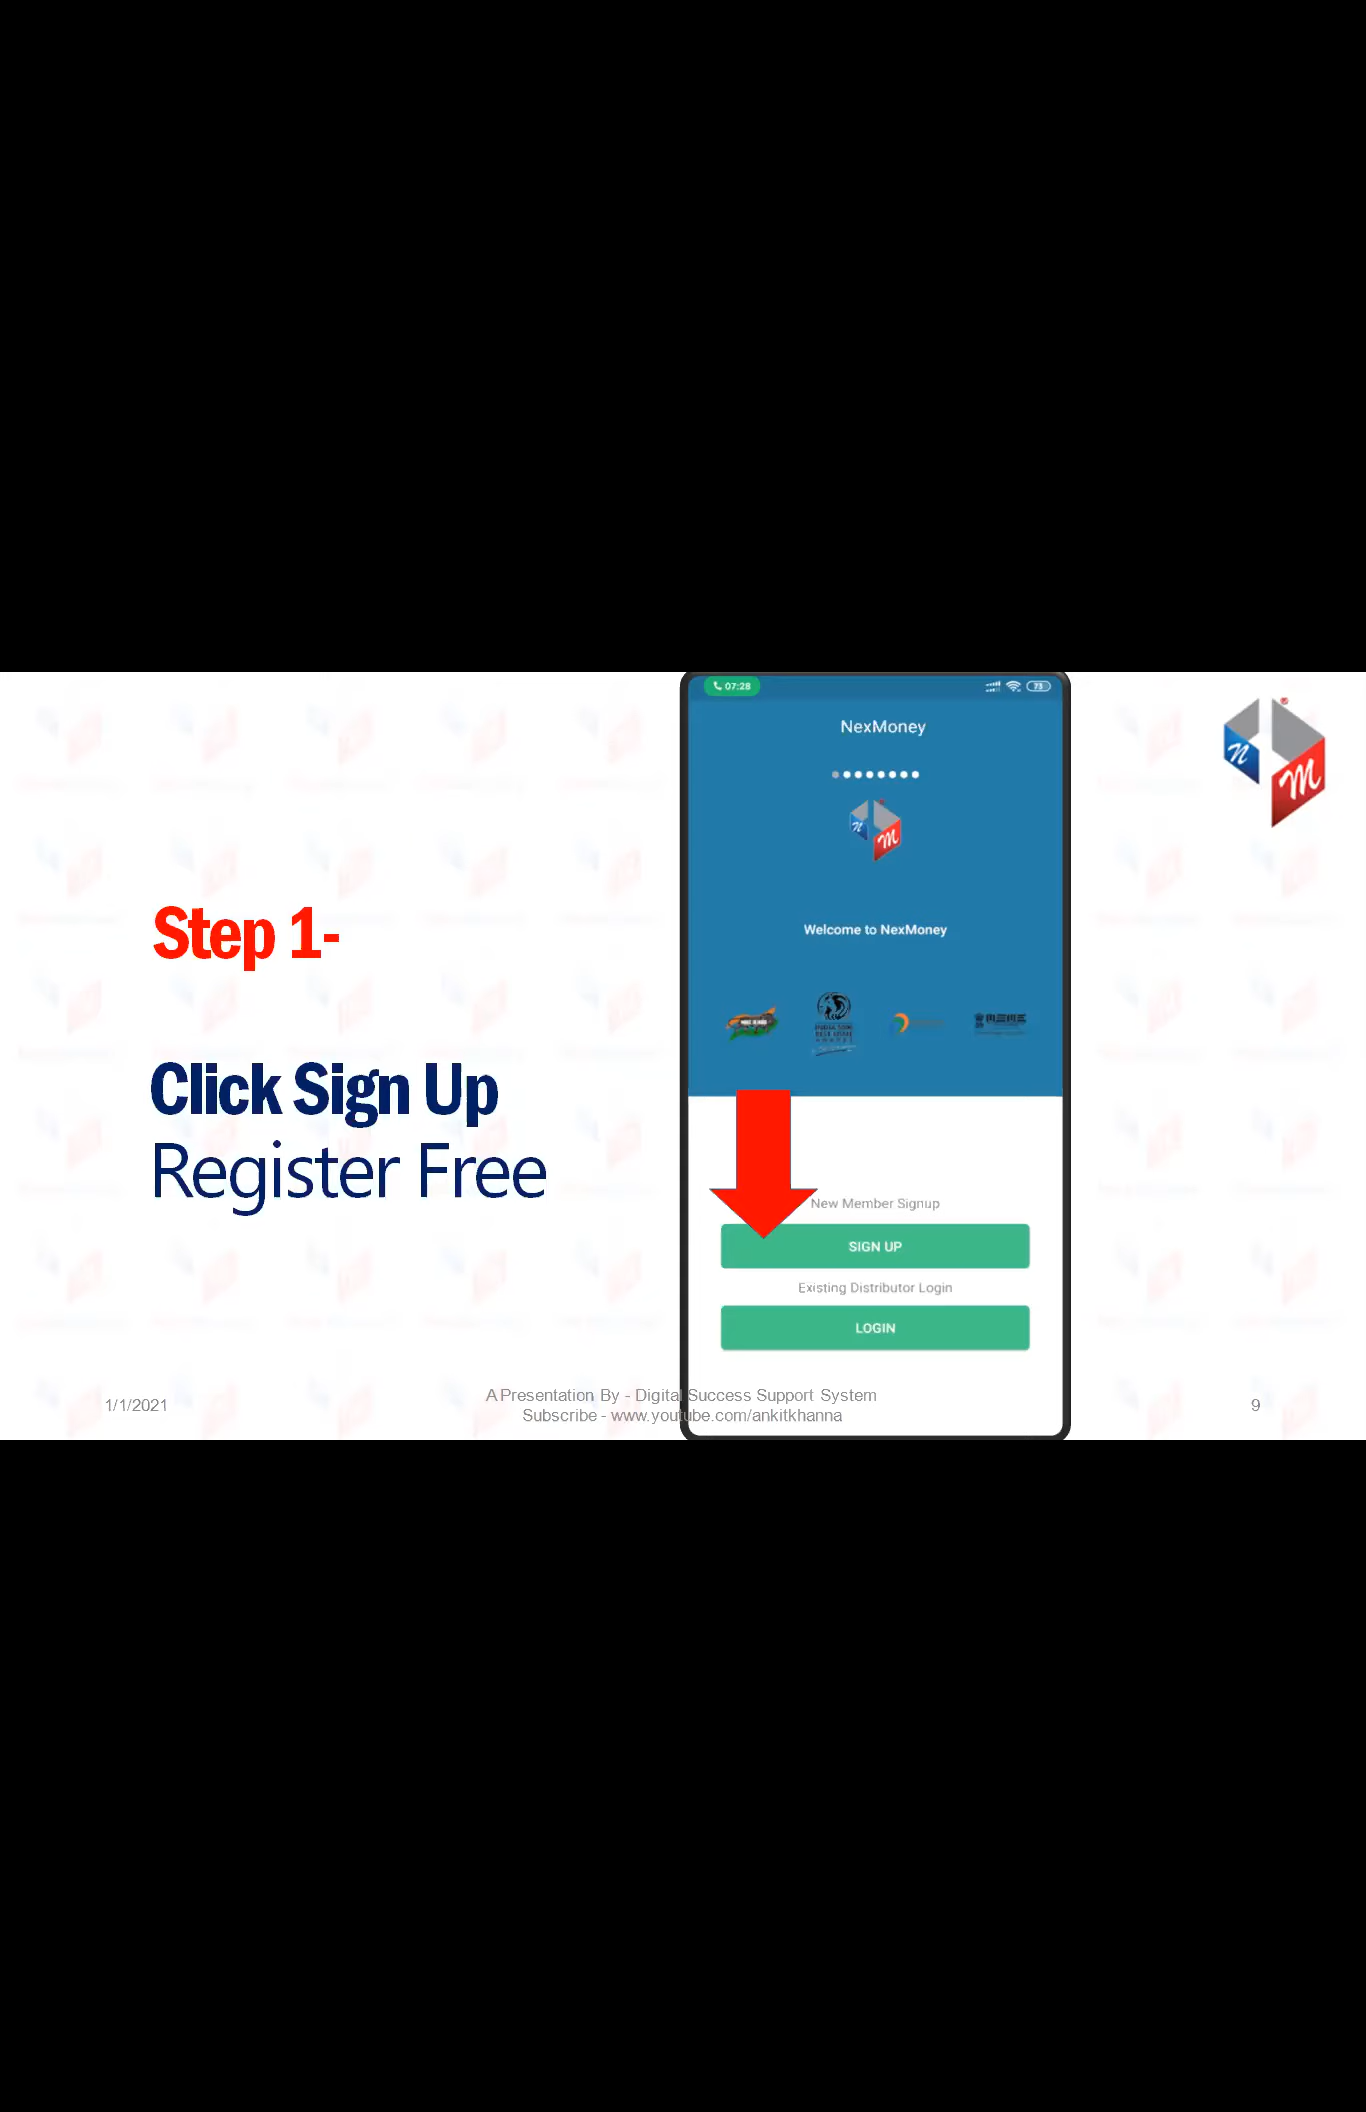 Step 1-
Click Sign Up
Register Free
07:28
73
NexMoney
n
m
Welcome to NexMoney
New Member Signup
SIGN UP
Existing Distributor Login
LOGIN
n
m
1/1/2021
A Presentation By - Digital Success Support System
Subscribe - www.youtube.com/ankitkhanna
9